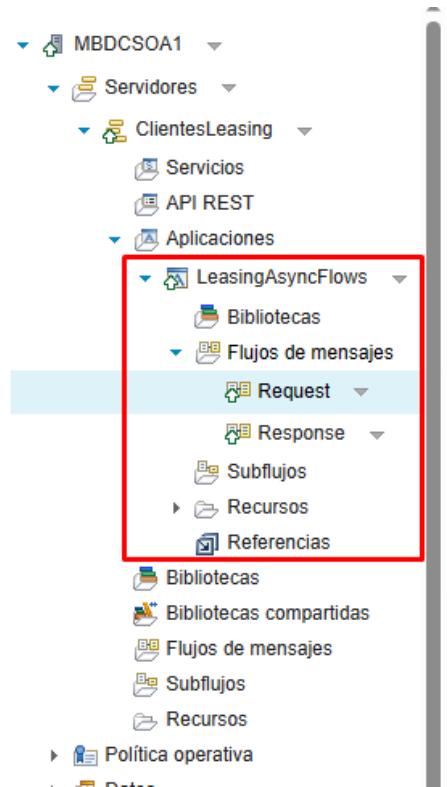 MBDCSOA1
Servidores
ClientesLeasing
Servicios
API REST
Aplicaciones
LeasingAsyncFlows
Bibliotecas
Flujos de mensajes
Request
Response
Subflujos
Recursos
Referencias
Bibliotecas
Bibliotecas compartidas
Flujos de mensajes
Subflujos
Recursos
Política operativa